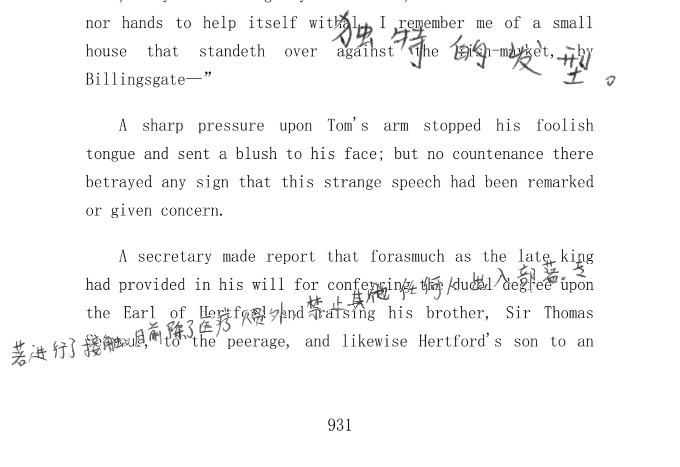 nor hands to help itself withal. I remember me of a small
house that standeth over against the fish-market, by
Billingsgate—”
独特的发型。
A sharp pressure upon Tom's arm stopped his foolish
tongue and sent a blush to his face; but no countenance there
betrayed any sign that this strange speech had been remarked
or given concern.
A secretary made report that forasmuch as the late king
had provided in his will for conferring the ducal degree upon
the Earl of Hertford and raising his brother, Sir Thomas
Seymour, to the peerage, and likewise Hertford's son to an
若进行了接触。目前除了医疗人员外，禁止其他任何人出入部落。专
931